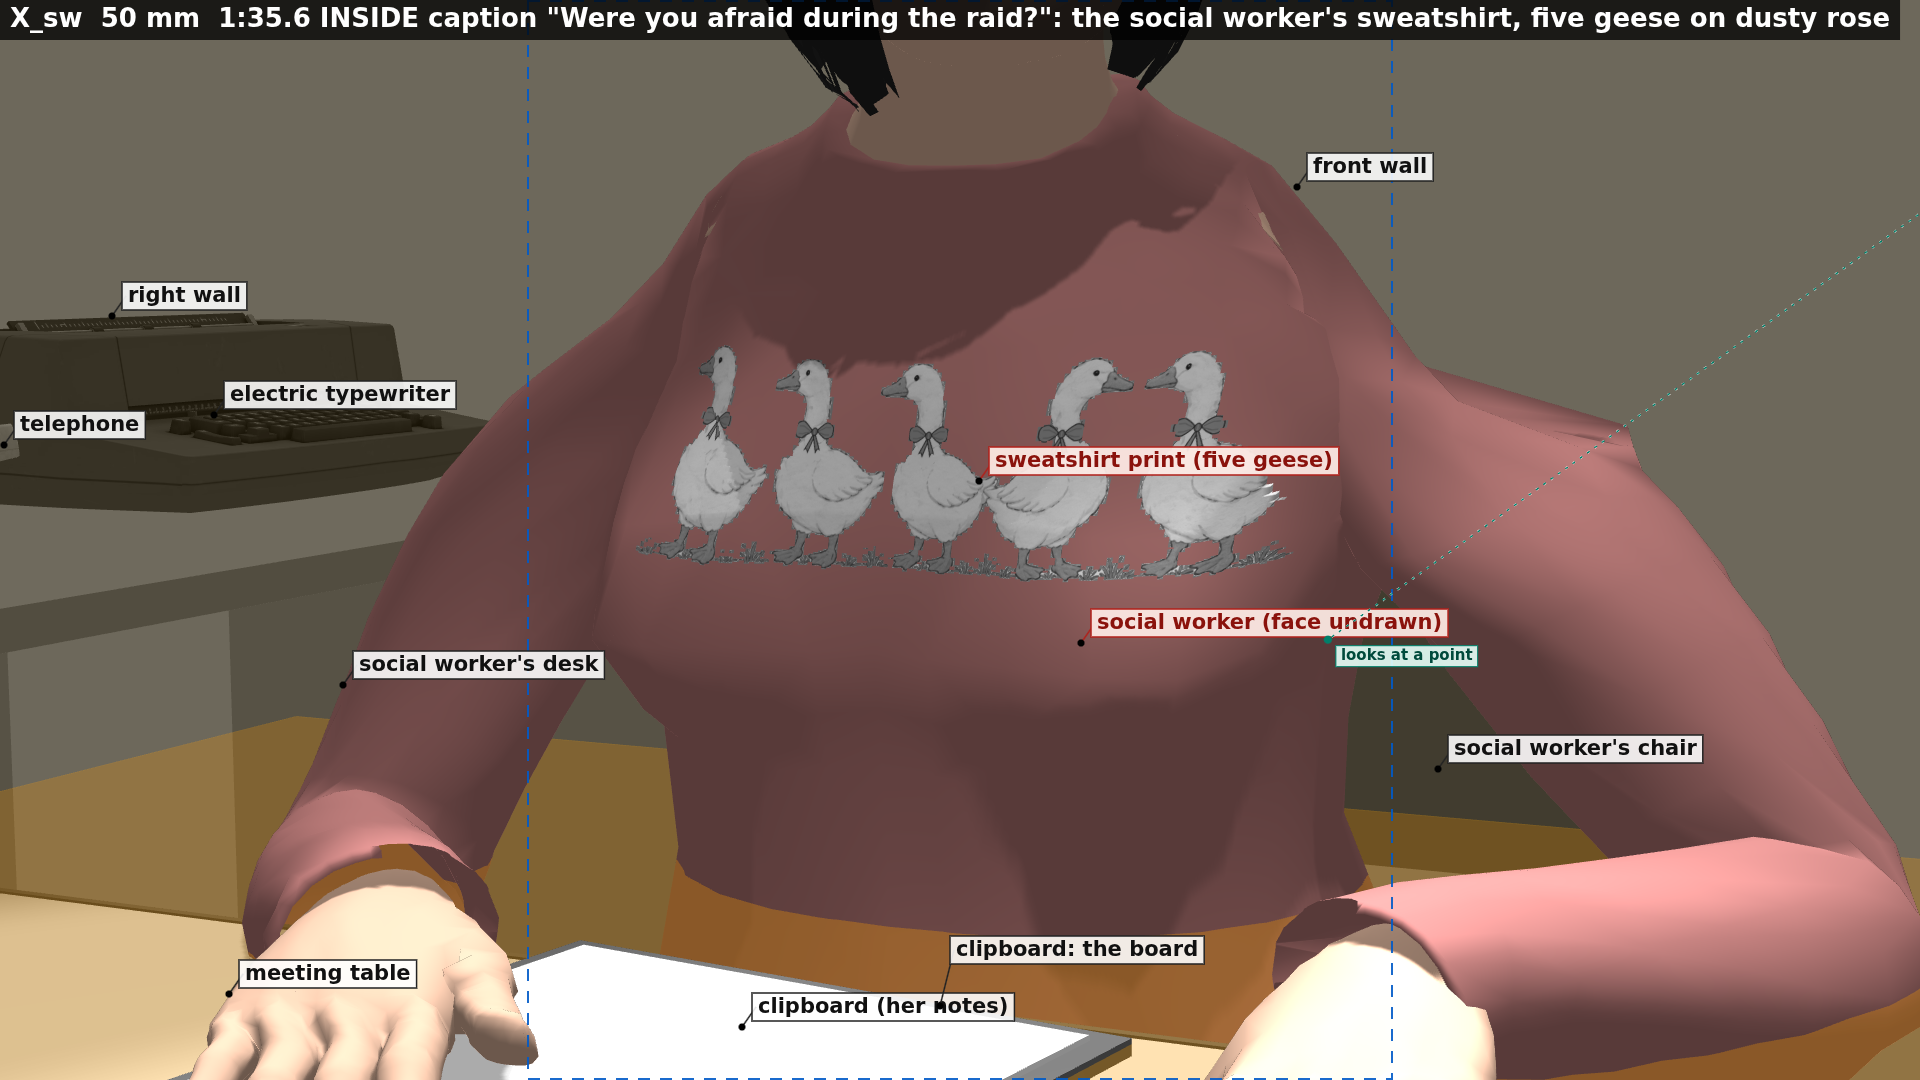 X_sw 50 mm 1:35.6 INSIDE caption "Were you afraid during the raid?": the social worker's sweatshirt, five geese on dusty rose
front wall
right wall
electric typewriter
telephone
sweatshirt print (five geese)
social worker (face undrawn)
looks at a point
social worker's desk
social worker's chair
clipboard: the board
meeting table
clipboard (her notes)